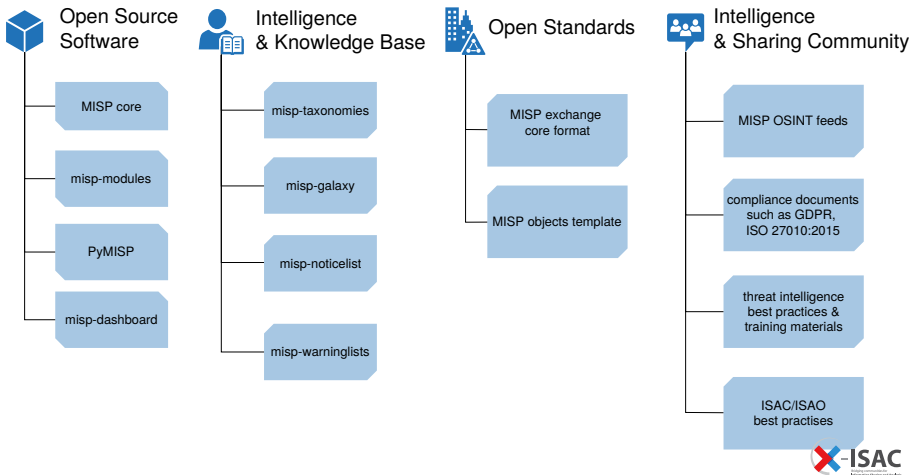 Open Source
Software
MISP core
misp-modules
PyMISP
misp-dashboard
Intelligence
& Knowledge Base
misp-taxonomies
misp-galaxy
misp-noticelist
misp-warninglists
Open Standards
MISP exchange
core format
MISP objects template
Intelligence
& Sharing Community
MISP OSINT feeds
compliance documents
such as GDPR,
ISO 27010:2015
threat intelligence
best practices &
training materials
ISAC/ISAO
best practises
X-ISAC